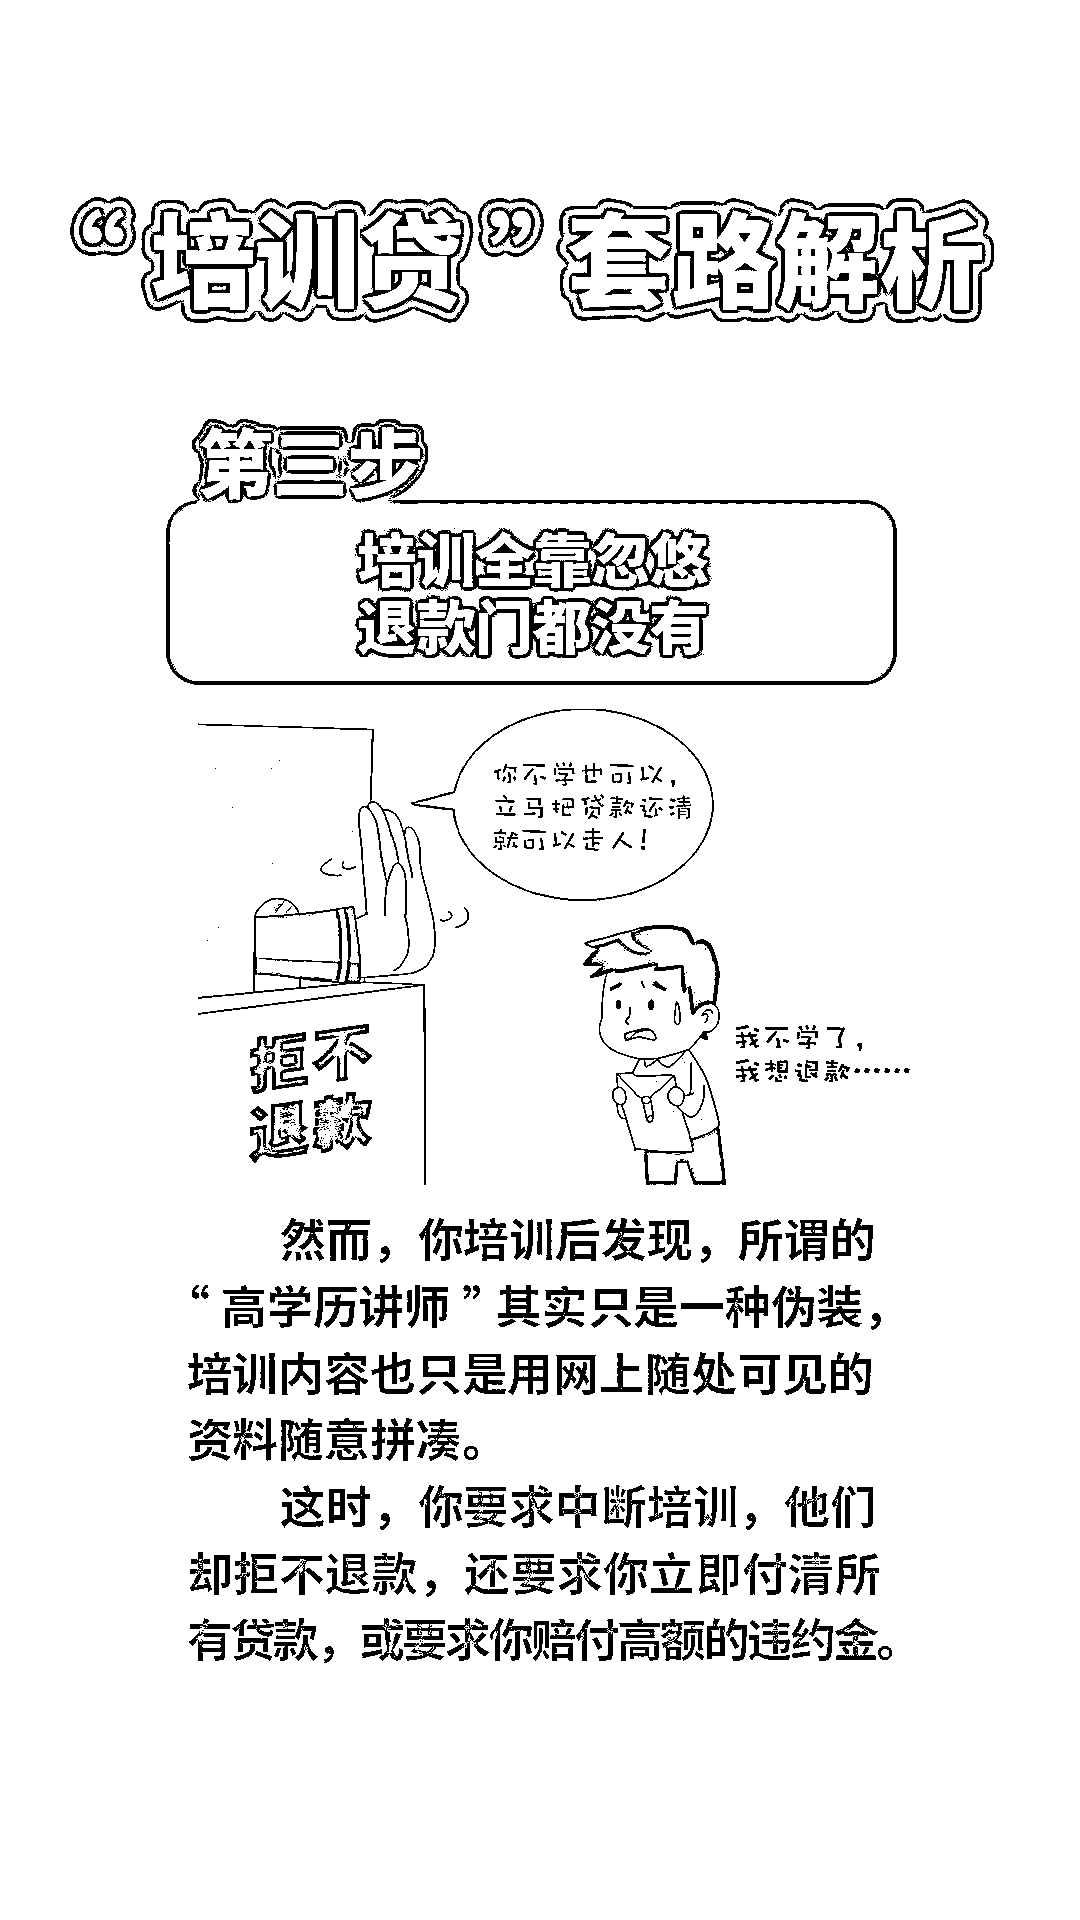 “培训贷”套路解析
第三步
培训全靠忽悠
退款门都没有
你不学也可以，
立马把贷款还清
就可以走人！
我不学了，
我想退款……
拒不
退款
然而，你培训后发现，所谓的
“高学历讲师”其实只是一种伪装，
培训内容也只是用网上随处可见的
资料随意拼凑。
这时，你要求中断培训，他们
却拒不退款，还要求你立即付清所
有贷款，或要求你赔付高额的违约金。